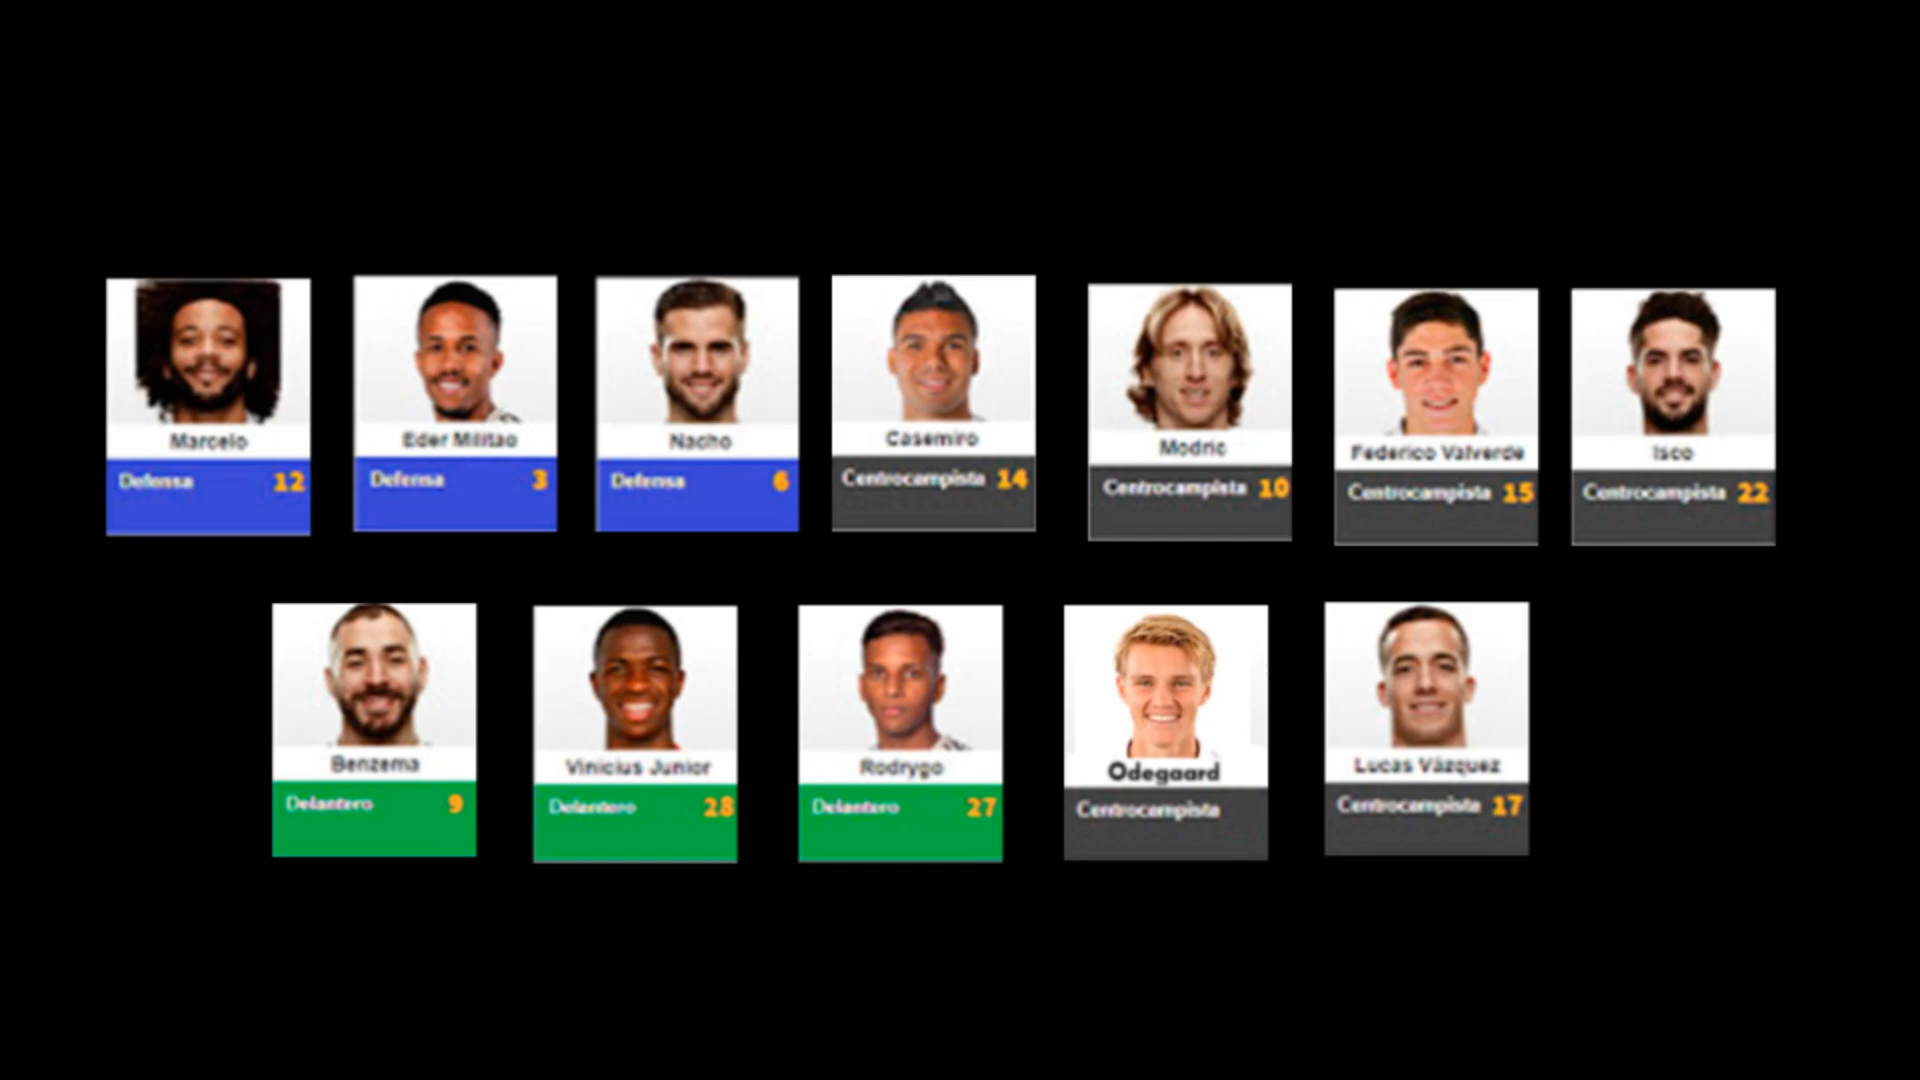 Marcelo
Defensa 12
Eder Militao
Defensa 3
Nacho
Defensa 6
Casemiro
Centrocampista 14
Modric
Centrocampista 10
Federico Valverde
Centrocampista 15
Isco
Centrocampista 22
Benzema
Delantero 9
Vinicius Junior
Delantero 28
Rodrygo
Delantero 27
Odegaard
Centrocampista
Lucas Vázquez
Centrocampista 17